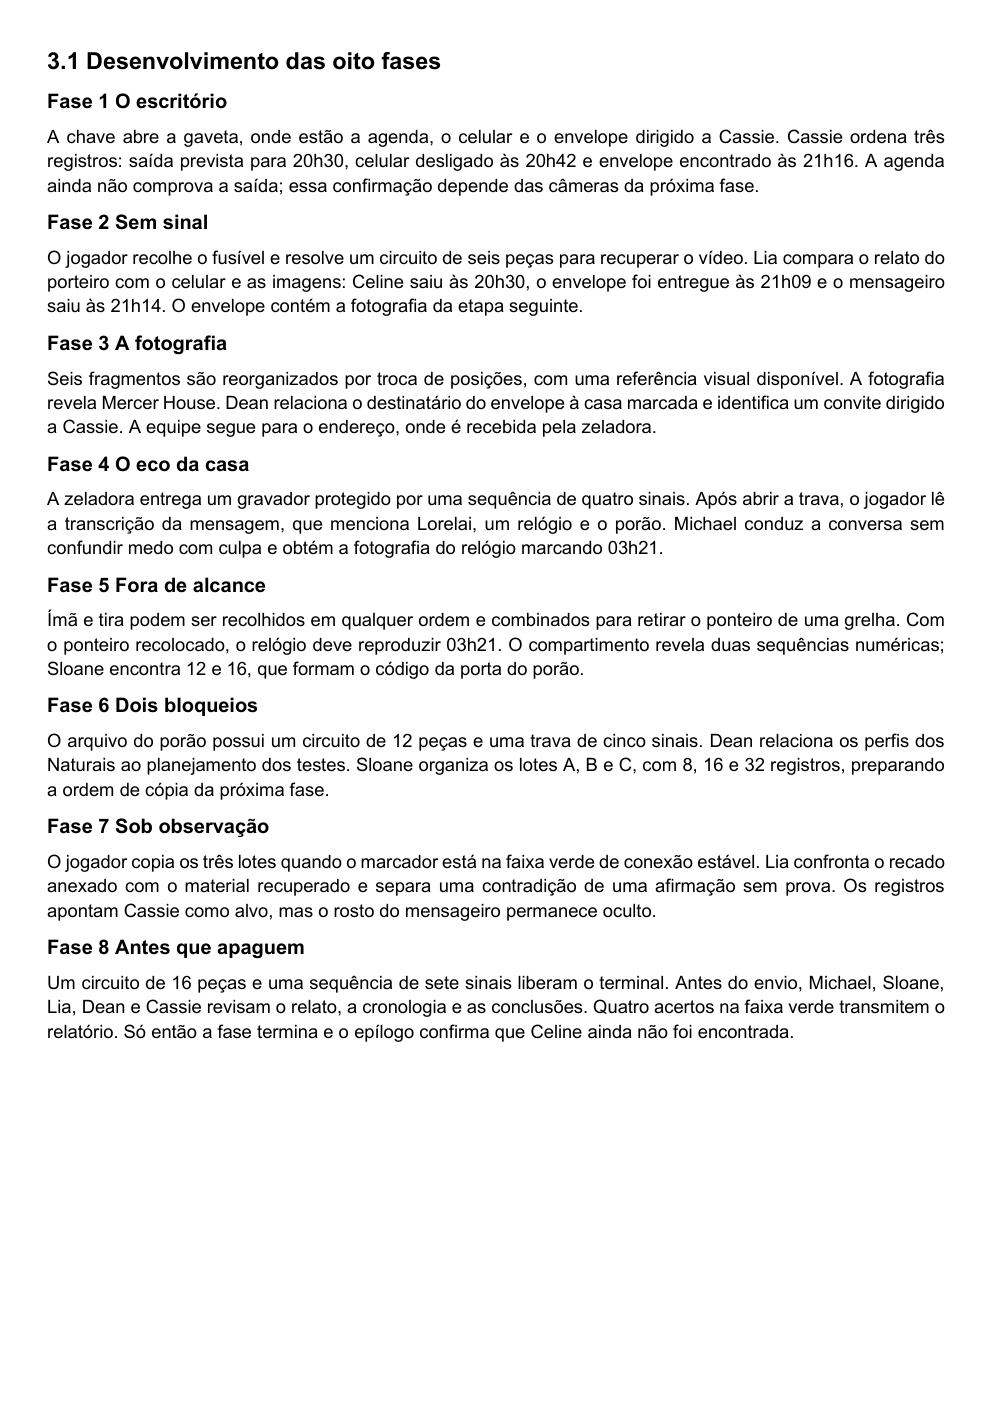 3.1 Desenvolvimento das oito fases
Fase 1 O escritório
A chave abre a gaveta, onde estão a agenda, o celular e o envelope dirigido a Cassie. Cassie ordena três
registros: saída prevista para 20h30, celular desligado às 20h42 e envelope encontrado às 21h16. A agenda
ainda não comprova a saída; essa confirmação depende das câmeras da próxima fase.
Fase 2 Sem sinal
O jogador recolhe o fusível e resolve um circuito de seis peças para recuperar o vídeo. Lia compara o relato do
porteiro com o celular e as imagens: Celine saiu às 20h30, o envelope foi entregue às 21h09 e o mensageiro
saiu às 21h14. O envelope contém a fotografia da etapa seguinte.
Fase 3 A fotografia
Seis fragmentos são reorganizados por troca de posições, com uma referência visual disponível. A fotografia
revela Mercer House. Dean relaciona o destinatário do envelope à casa marcada e identifica um convite dirigido
a Cassie. A equipe segue para o endereço, onde é recebida pela zeladora.
Fase 4 O eco da casa
A zeladora entrega um gravador protegido por uma sequência de quatro sinais. Após abrir a trava, o jogador lê
a transcrição da mensagem, que menciona Lorelai, um relógio e o porão. Michael conduz a conversa sem
confundir medo com culpa e obtém a fotografia do relógio marcando 03h21.
Fase 5 Fora de alcance
Ímã e tira podem ser recolhidos em qualquer ordem e combinados para retirar o ponteiro de uma grelha. Com
o ponteiro recolocado, o relógio deve reproduzir 03h21. O compartimento revela duas sequências numéricas;
Sloane encontra 12 e 16, que formam o código da porta do porão.
Fase 6 Dois bloqueios
O arquivo do porão possui um circuito de 12 peças e uma trava de cinco sinais. Dean relaciona os perfis dos
Naturais ao planejamento dos testes. Sloane organiza os lotes A, B e C, com 8, 16 e 32 registros, preparando
a ordem de cópia da próxima fase.
Fase 7 Sob observação
O jogador copia os três lotes quando o marcador está na faixa verde de conexão estável. Lia confronta o recado
anexado com o material recuperado e separa uma contradição de uma afirmação sem prova. Os registros
apontam Cassie como alvo, mas o rosto do mensageiro permanece oculto.
Fase 8 Antes que apaguem
Um circuito de 16 peças e uma sequência de sete sinais liberam o terminal. Antes do envio, Michael, Sloane,
Lia, Dean e Cassie revisam o relato, a cronologia e as conclusões. Quatro acertos na faixa verde transmitem o
relatório. Só então a fase termina e o epílogo confirma que Celine ainda não foi encontrada.